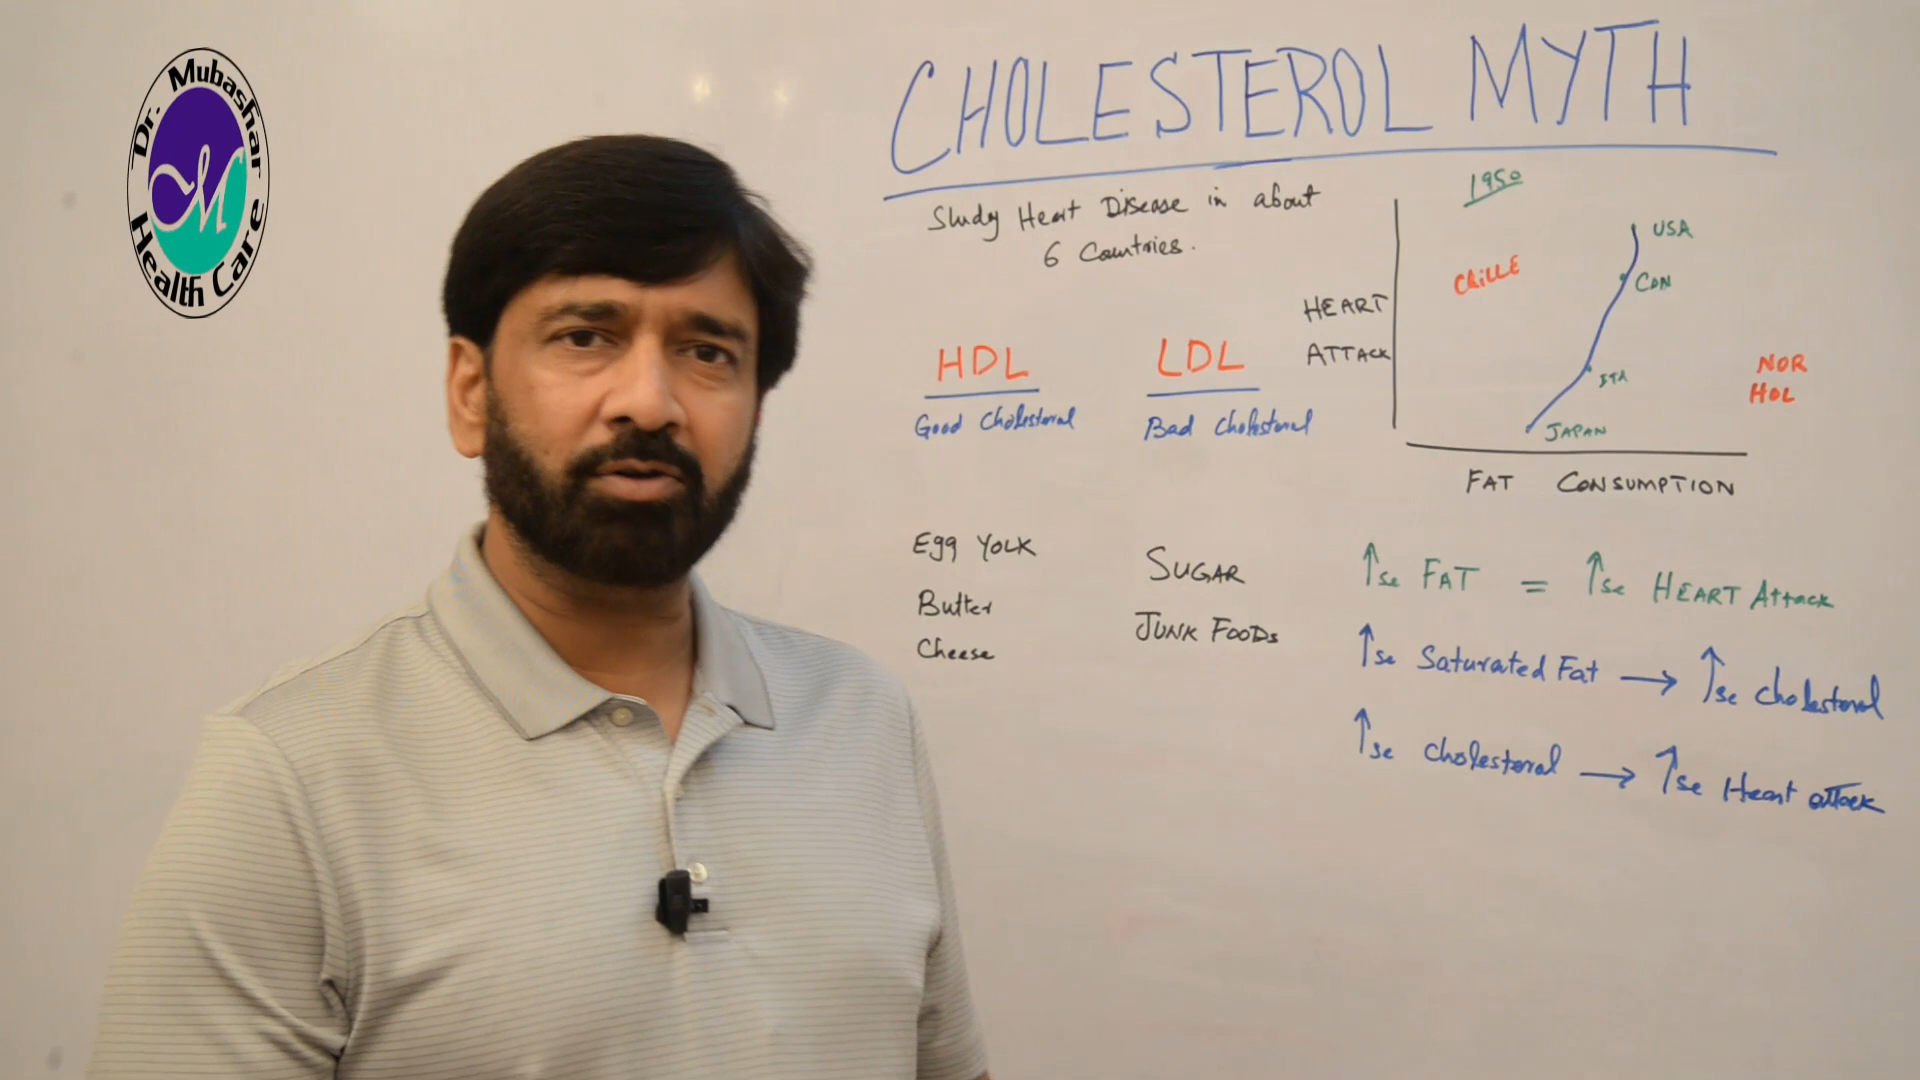 Dr. Mubashar
Health Care
CHOLESTEROL MYTH
Study Heart Disease in about
6 Countries.
HDL
Good Cholesterol
LDL
Bad Cholesterol
Egg Yolk
Butter
Cheese
SUGAR
JUNK FOODS
1950
HEART
ATTACK
USA
CAN
ITA
JAPAN
CHILLE
NOR
HOL
FAT CONSUMPTION
↑se FAT = ↑se HEART Attack
↑se Saturated Fat → ↑se cholesterol
↑se cholesterol → ↑se Heart attack